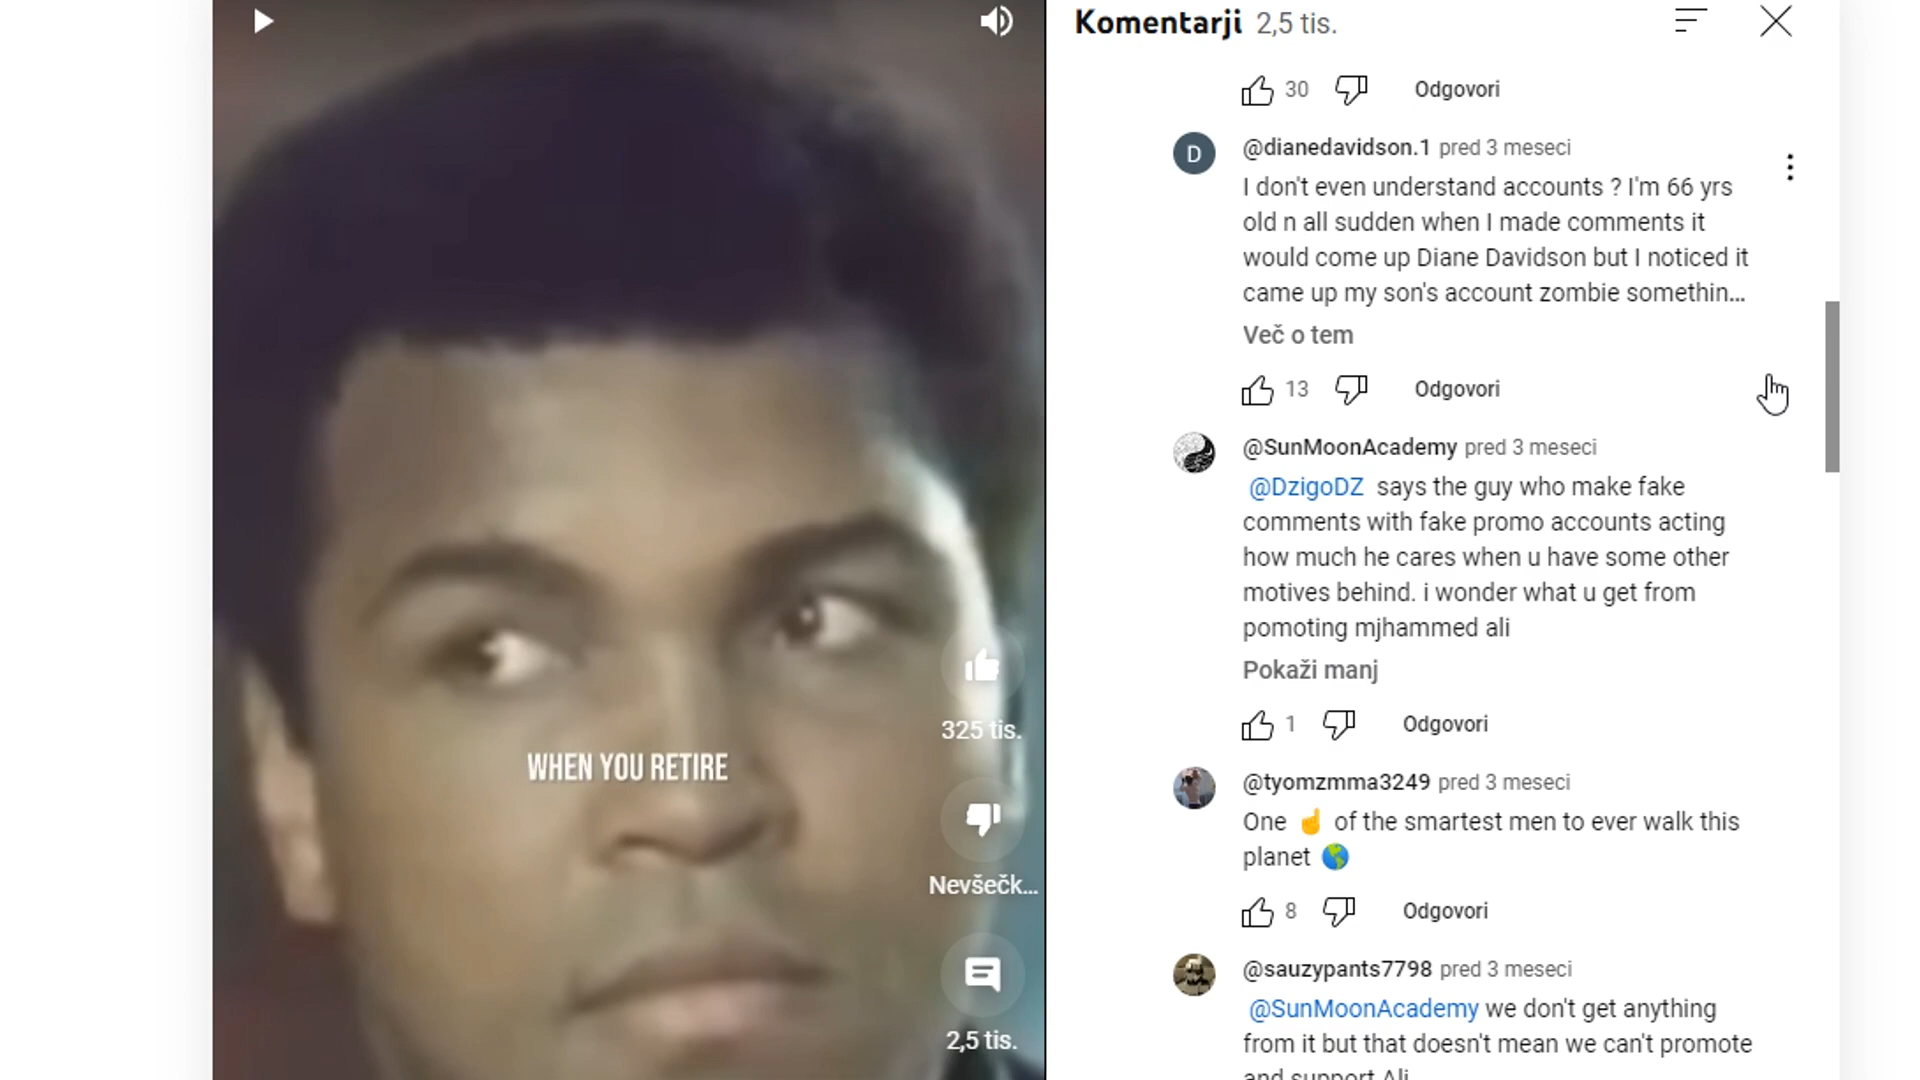 WHEN YOU RETIRE
325 tis.
Nevšečk...
2,5 tis.
Komentarji 2,5 tis.
30 Odgovori
D
@dianedavidson.1 pred 3 meseci
I don't even understand accounts ? I'm 66 yrs
old n all sudden when I made comments it
would come up Diane Davidson but I noticed it
came up my son's account zombie somethin...
Več o tem
13 Odgovori
@SunMoonAcademy pred 3 meseci
@DzigoDZ says the guy who make fake
comments with fake promo accounts acting
how much he cares when u have some other
motives behind. i wonder what u get from
pomoting mjhammed ali
Pokaži manj
1 Odgovori
@tyomzmma3249 pred 3 meseci
One ☝ of the smartest men to ever walk this
planet 🌎
8 Odgovori
@sauzypants7798 pred 3 meseci
@SunMoonAcademy we don't get anything
from it but that doesn't mean we can't promote
and support Ali